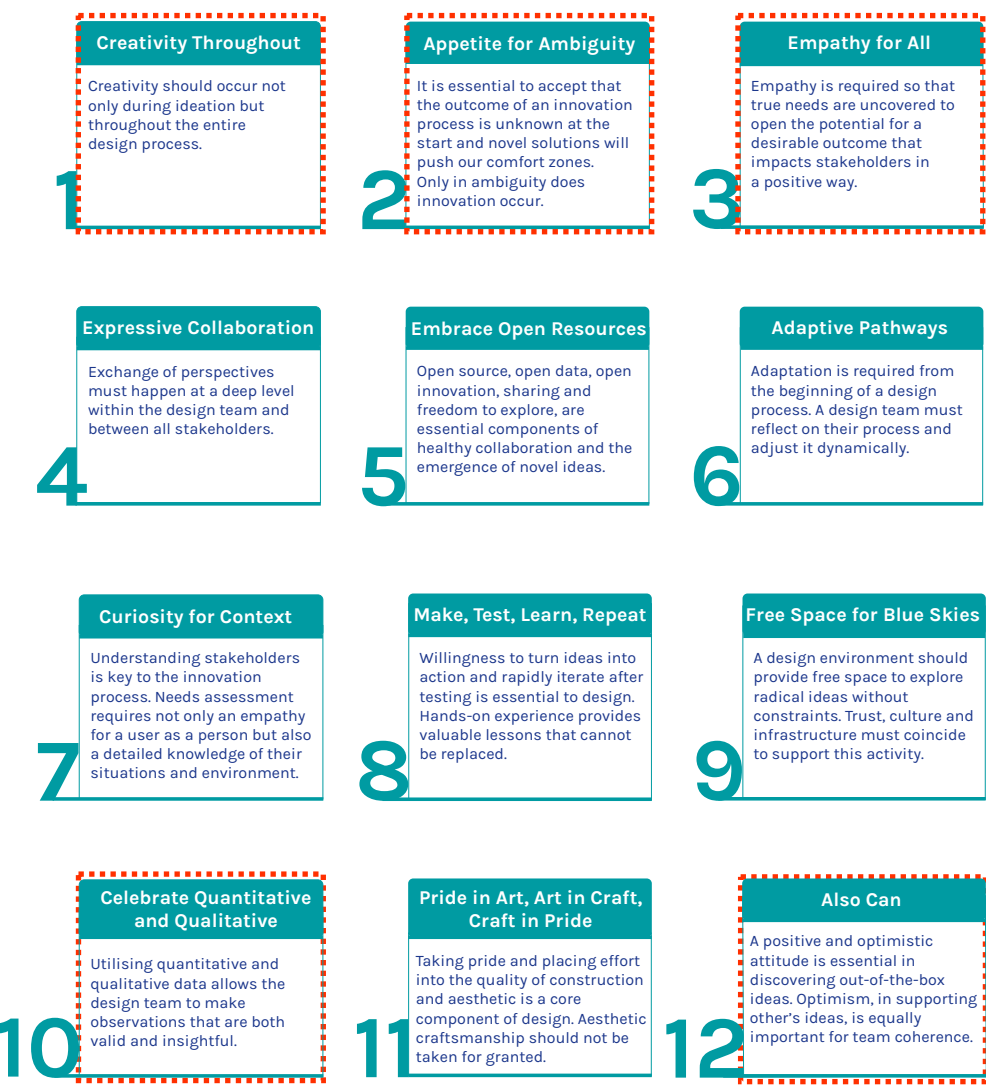 Creativity Throughout
Creativity should occur not
only during ideation but
throughout the entire
design process.
1
Appetite for Ambiguity
It is essential to accept that
the outcome of an innovation
process is unknown at the
start and novel solutions will
push our comfort zones.
Only in ambiguity does
innovation occur.
2
Empathy for All
Empathy is required so that
true needs are uncovered to
open the potential for a
desirable outcome that
impacts stakeholders in
a positive way.
3
Expressive Collaboration
Exchange of perspectives
must happen at a deep level
within the design team and
between all stakeholders.
4
Embrace Open Resources
Open source, open data, open
innovation, sharing and
freedom to explore, are
essential components of
healthy collaboration and the
emergence of novel ideas.
5
Adaptive Pathways
Adaptation is required from
the beginning of a design
process. A design team must
reflect on their process and
adjust it dynamically.
6
Curiosity for Context
Understanding stakeholders
is key to the innovation
process. Needs assessment
requires not only an empathy
for a user as a person but also
a detailed knowledge of their
situations and environment.
7
Make, Test, Learn, Repeat
Willingness to turn ideas into
action and rapidly iterate after
testing is essential to design.
Hands-on experience provides
valuable lessons that cannot
be replaced.
8
Free Space for Blue Skies
A design environment should
provide free space to explore
radical ideas without
constraints. Trust, culture and
infrastructure must coincide
to support this activity.
9
Celebrate Quantitative
and Qualitative
Utilising quantitative and
qualitative data allows the
design team to make
observations that are both
valid and insightful.
10
Pride in Art, Art in Craft,
Craft in Pride
Taking pride and placing effort
into the quality of construction
and aesthetic is a core
component of design. Aesthetic
craftsmanship should not be
taken for granted.
11
Also Can
A positive and optimistic
attitude is essential in
discovering out-of-the-box
ideas. Optimism, in supporting
other's ideas, is equally
important for team coherence.
12